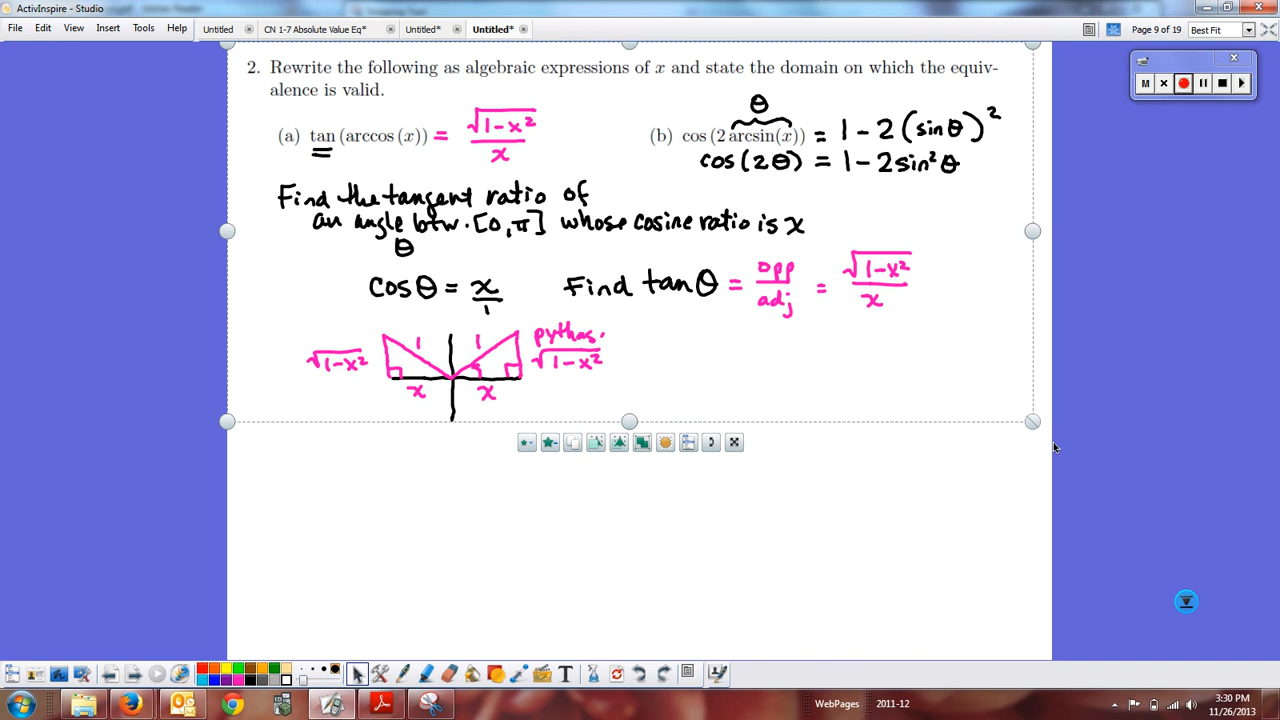 ActivInspire - Studio
File Edit View Insert Tools Help
Untitled CN 1-7 Absolute Value Eq* Untitled* Untitled*
Page 9 of 19 Best Fit
2. Rewrite the following as algebraic expressions of x and state the domain on which the equiv-
alence is valid.
(a) tan (arccos (x)) = √1-x² / x
θ
(b) cos (2 arcsin(x)) = 1 - 2 (sin θ)²
cos (2θ) = 1 - 2 sin² θ
Find the tangent ratio of
an angle btw. [0, π] whose cosine ratio is x
θ
cos θ = x/1 Find tan θ = opp/adj = √1-x² / x
√1-x² 1 x
1 x pythag. √1-x²
WebPages 2011-12
3:30 PM
11/26/2013